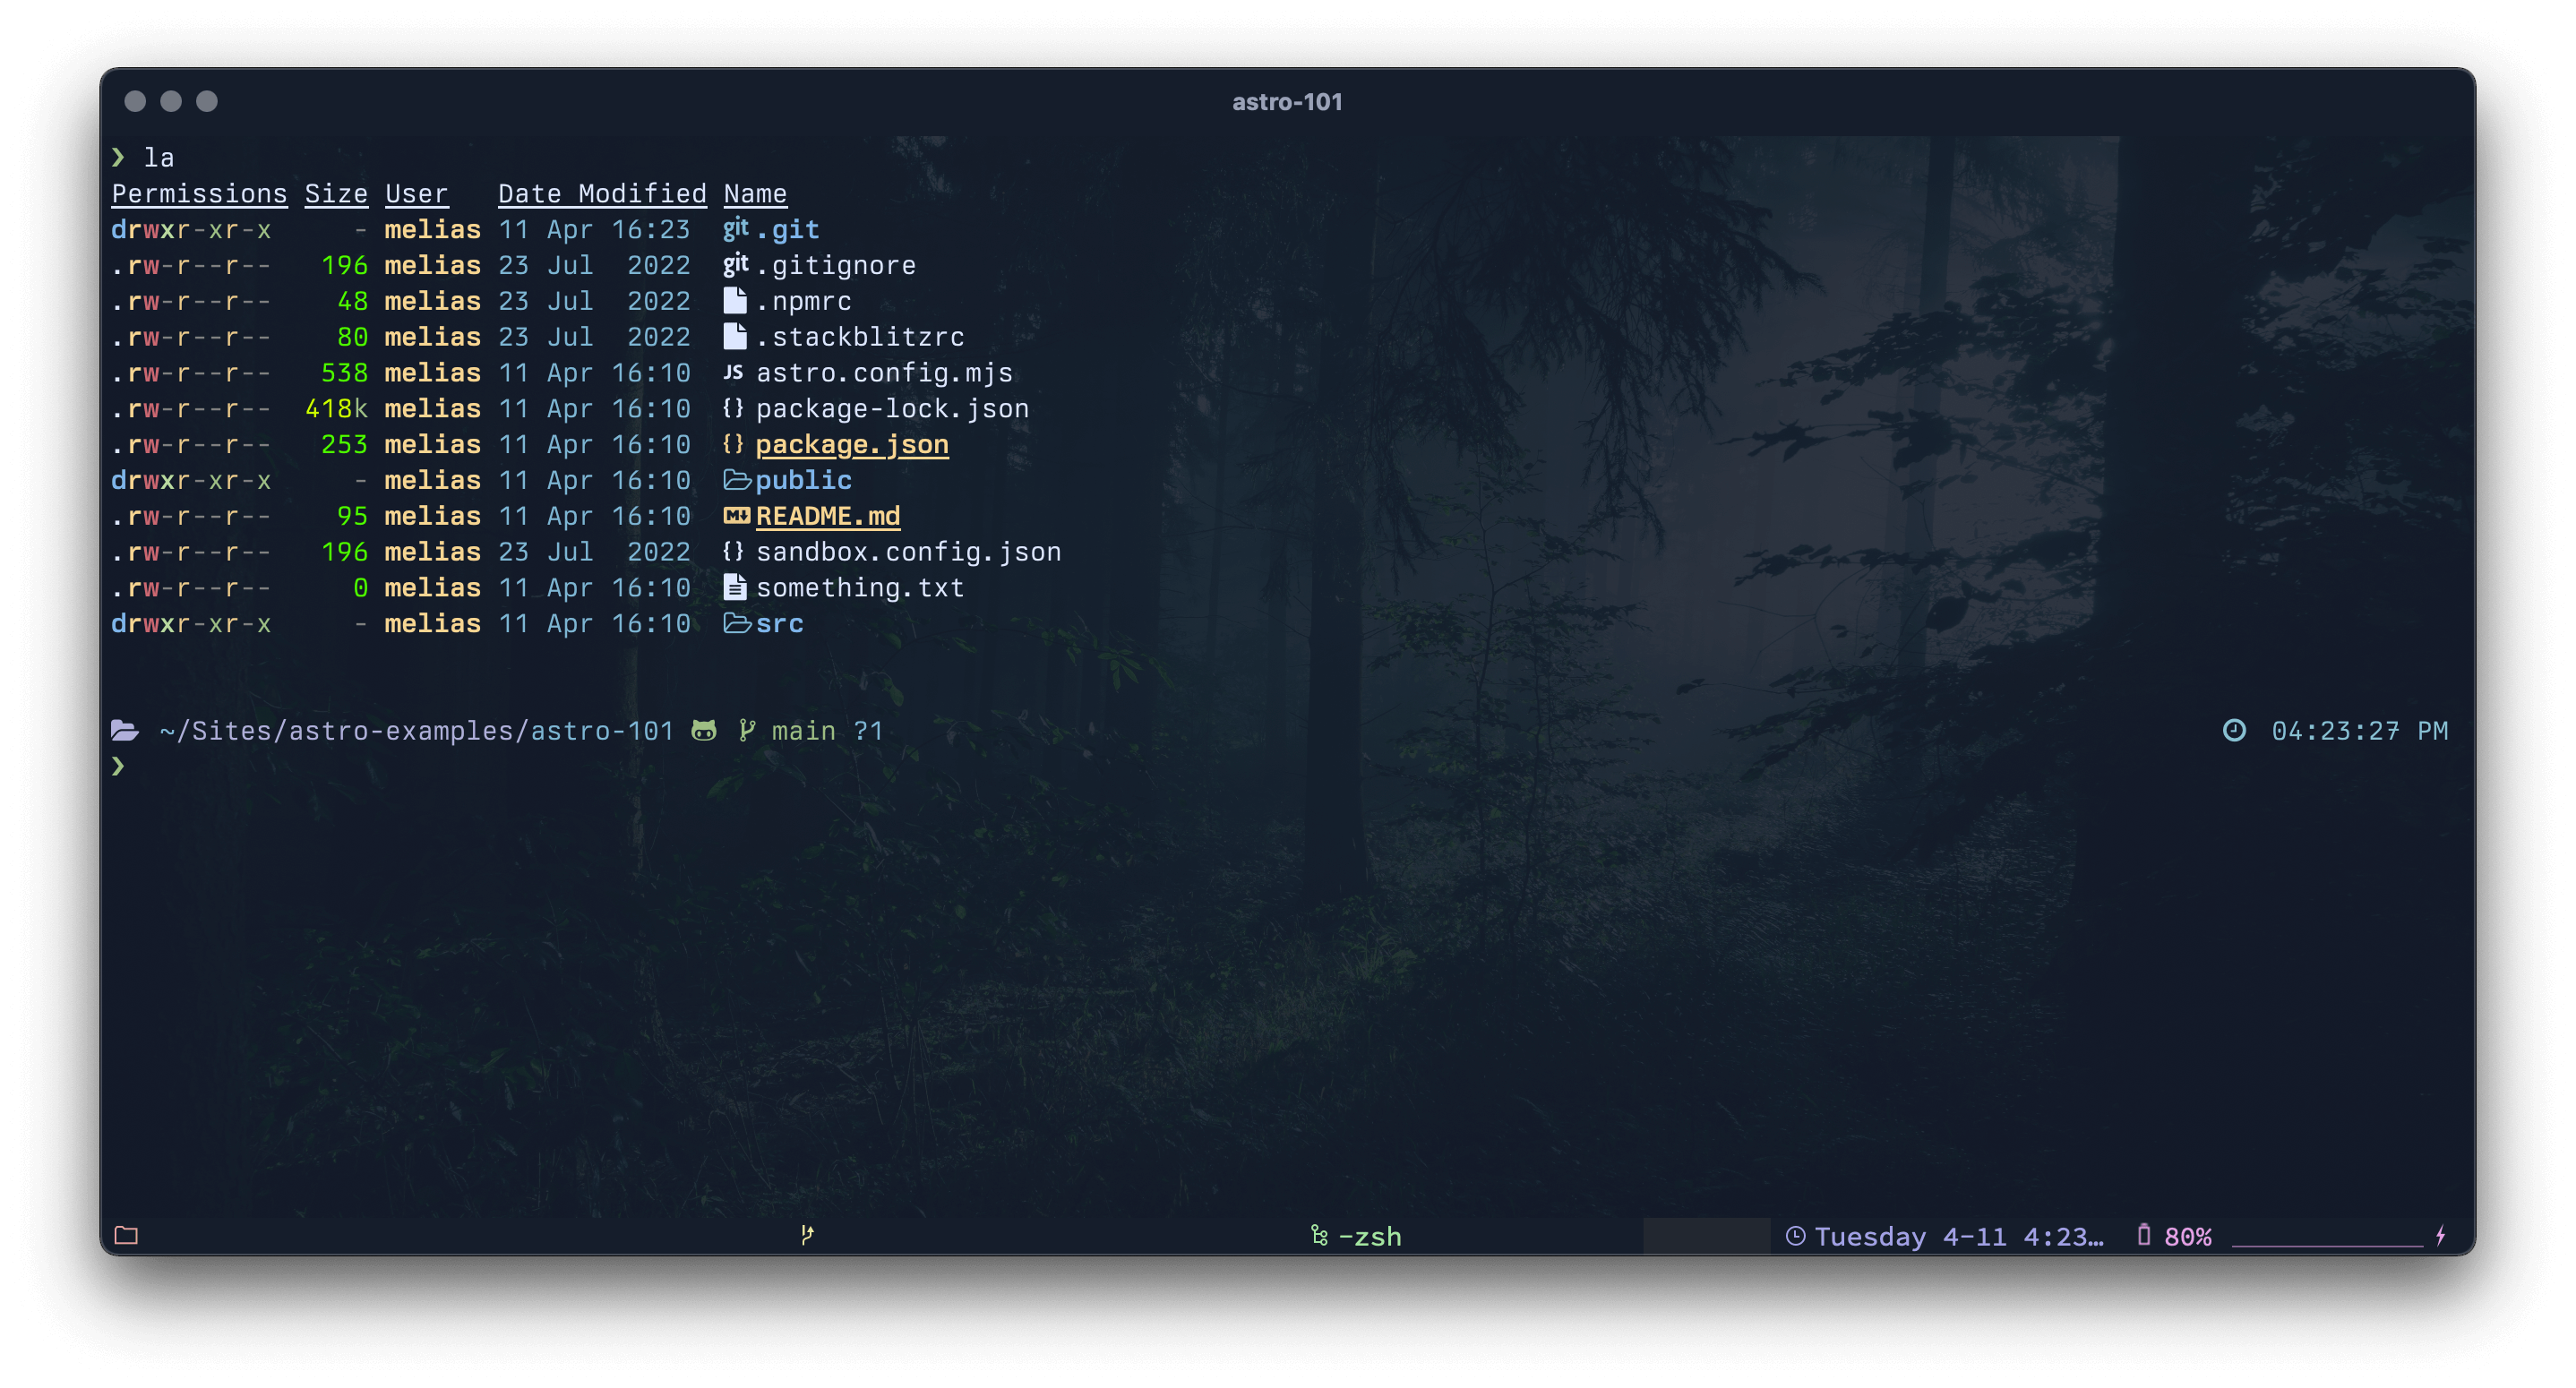 astro-101
❯ la
Permissions Size User Date Modified Name
drwxr-xr-x - melias 11 Apr 16:23 git .git
.rw-r--r-- 196 melias 23 Jul 2022 git .gitignore
.rw-r--r-- 48 melias 23 Jul 2022 .npmrc
.rw-r--r-- 80 melias 23 Jul 2022 .stackblitzrc
.rw-r--r-- 538 melias 11 Apr 16:10 JS astro.config.mjs
.rw-r--r-- 418k melias 11 Apr 16:10 {} package-lock.json
.rw-r--r-- 253 melias 11 Apr 16:10 {} package.json
drwxr-xr-x - melias 11 Apr 16:10 public
.rw-r--r-- 95 melias 11 Apr 16:10 M↓ README.md
.rw-r--r-- 196 melias 23 Jul 2022 {} sandbox.config.json
.rw-r--r-- 0 melias 11 Apr 16:10 something.txt
drwxr-xr-x - melias 11 Apr 16:10 src
~/Sites/astro-examples/astro-101 main ?1 04:23:27 PM
❯
-zsh Tuesday 4-11 4:23… 80%